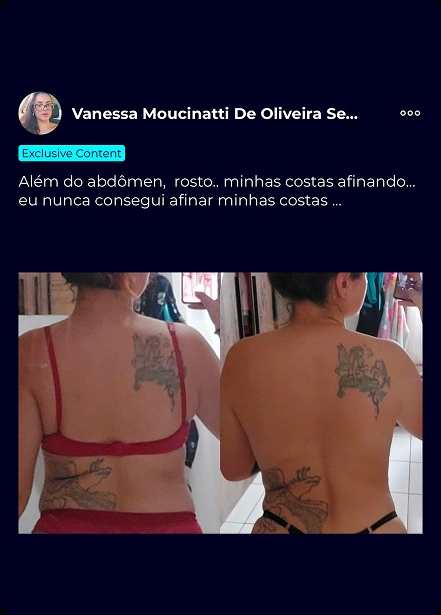 Vanessa Moucinatti De Oliveira Se...
Exclusive Content
Além do abdômen, rosto.. minhas costas afinando...
eu nunca consegui afinar minhas costas ...